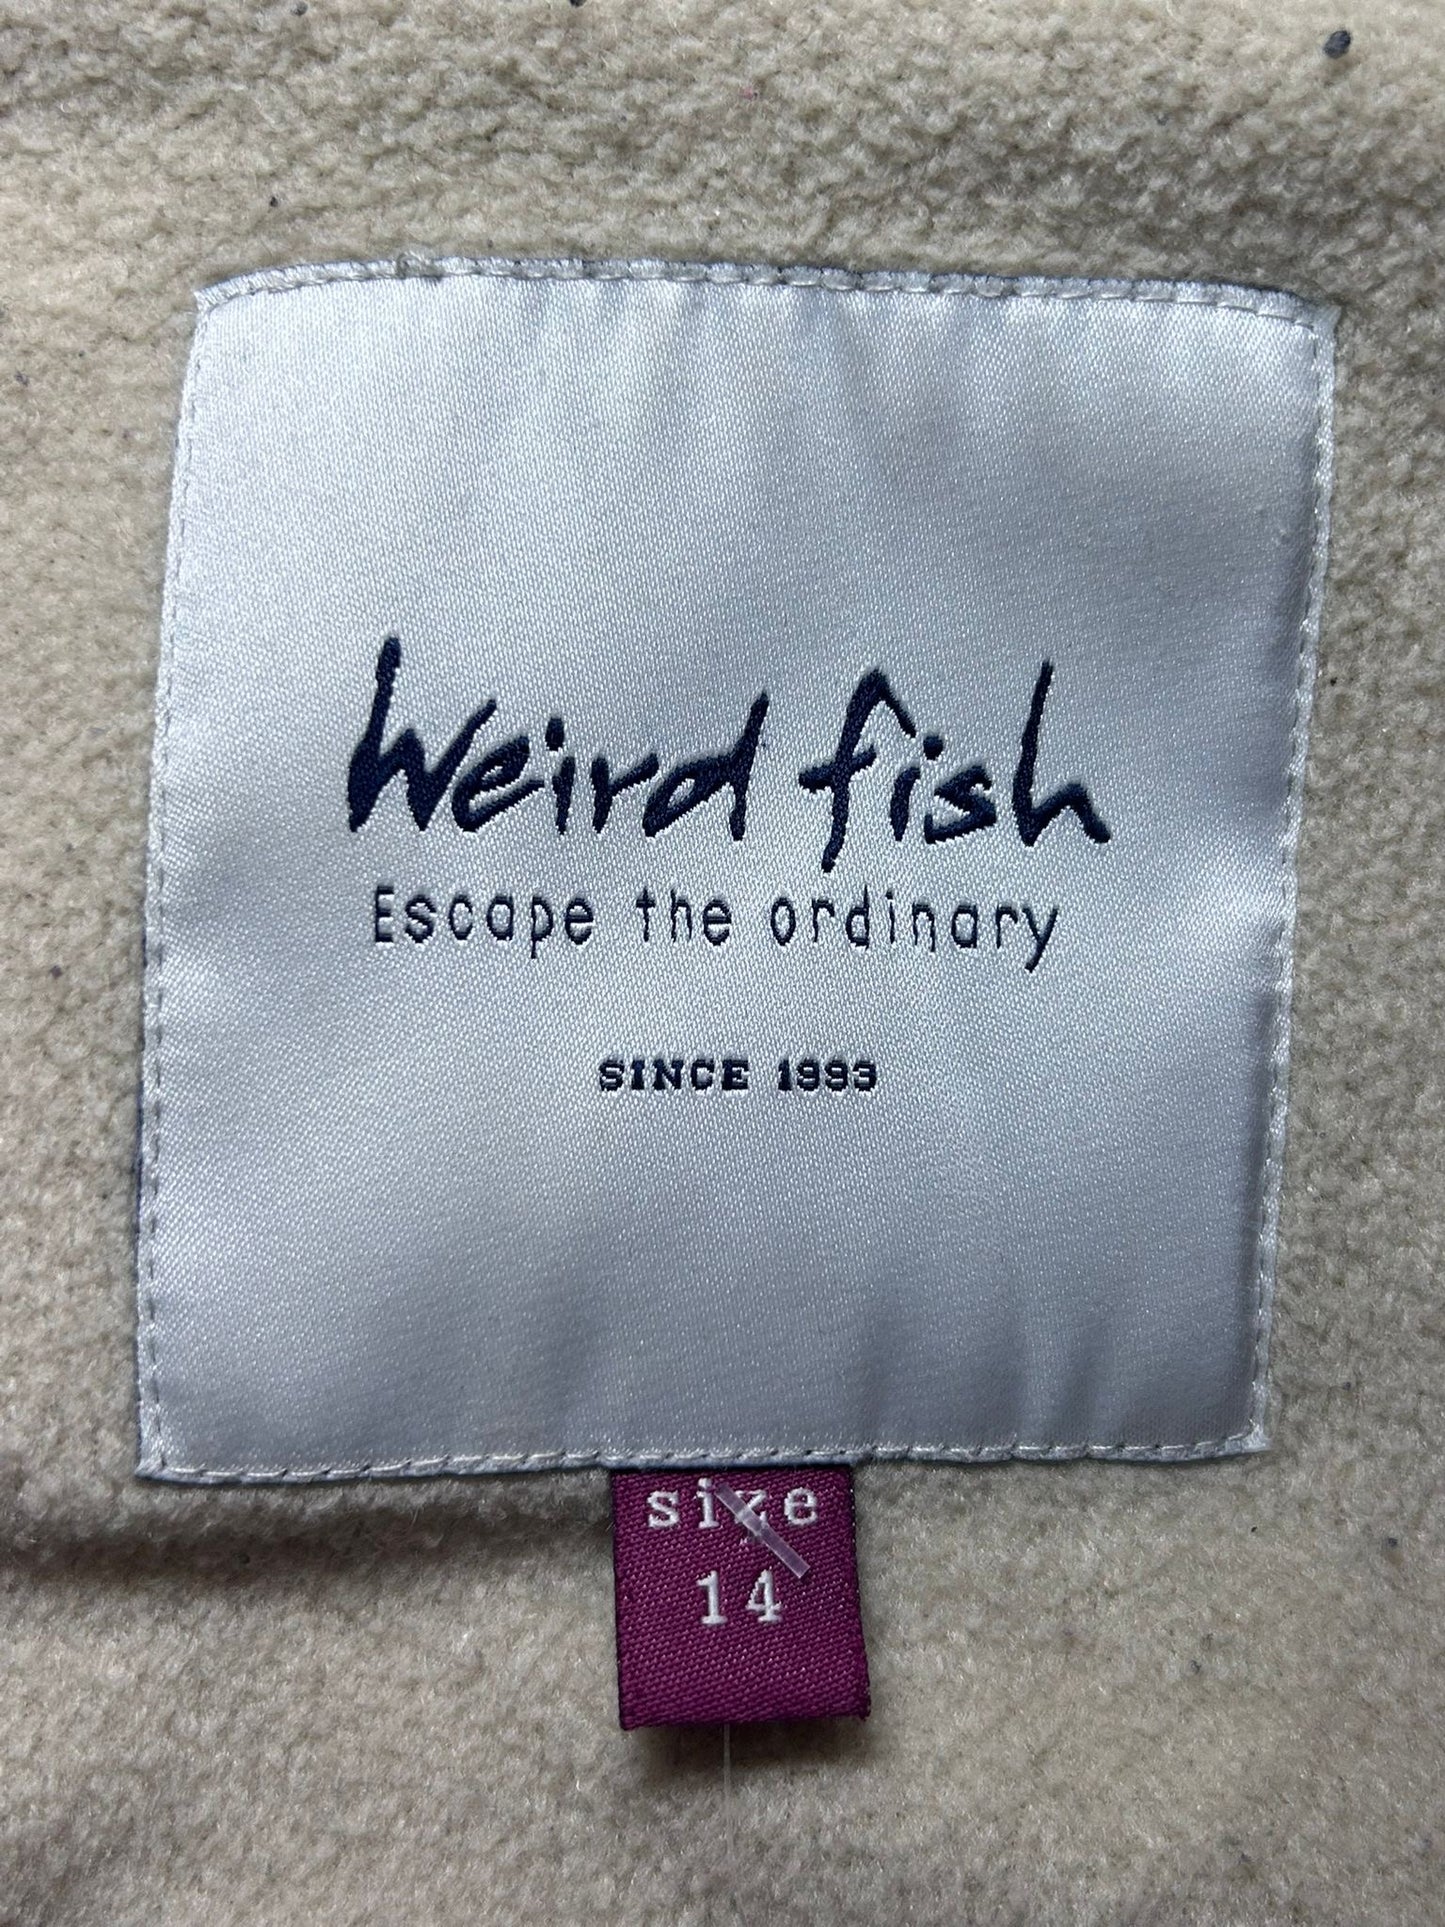 Weird fish
Escape the ordinary
SINCE 1993
size
14